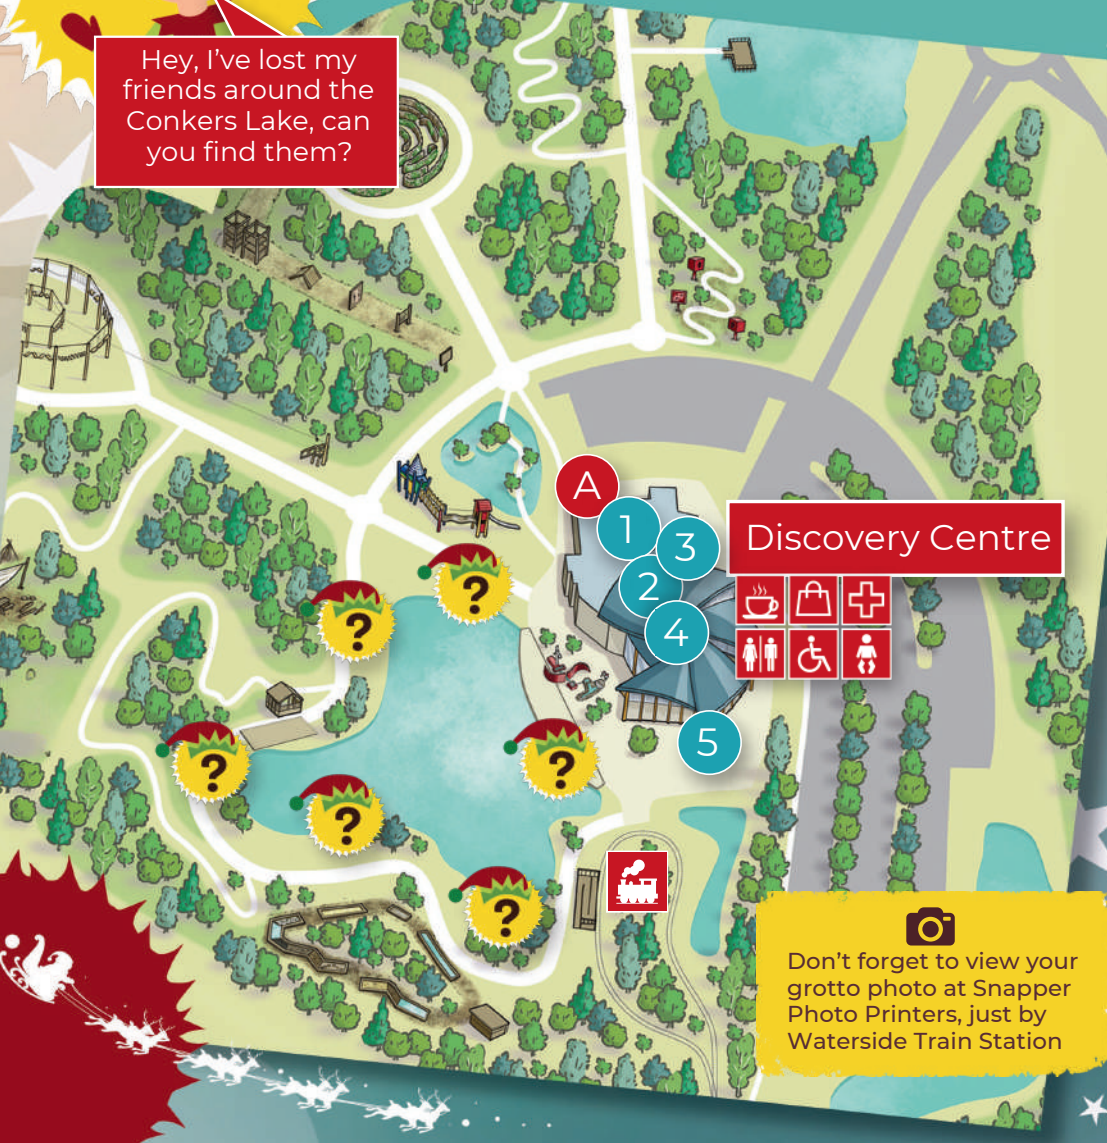 Hey, I've lost my
friends around the
Conkers Lake, can
you find them?
A
1
3
Discovery Centre
2
4
?
?
5
?
?
?
?
Don't forget to view your
grotto photo at Snapper
Photo Printers, just by
Waterside Train Station